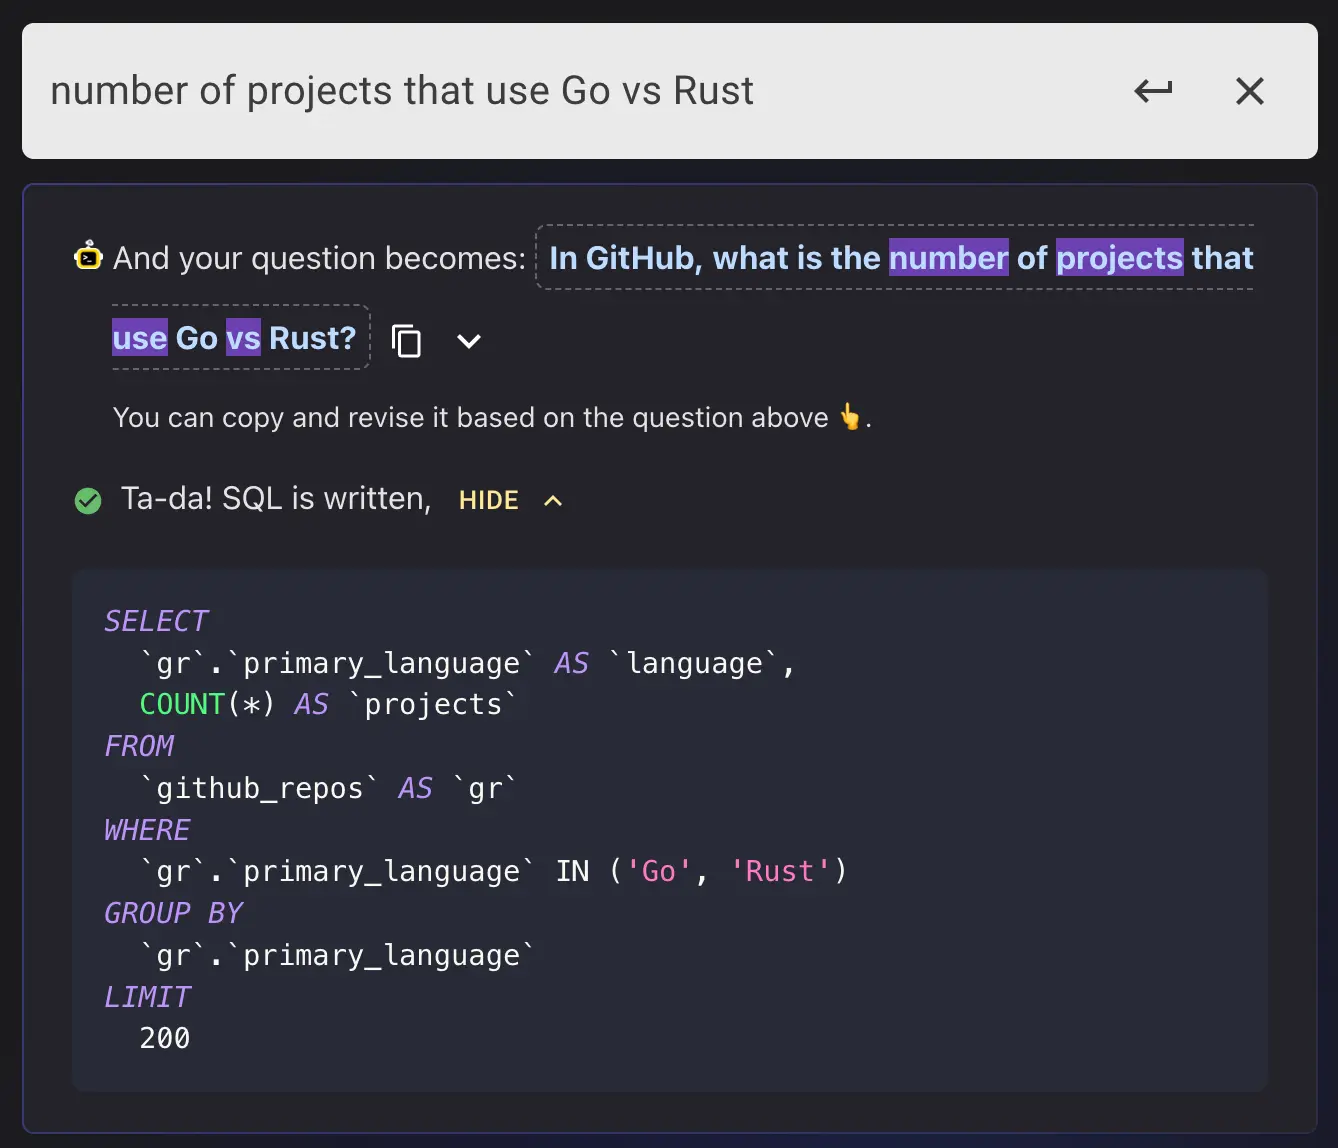 number of projects that use Go vs Rust
And your question becomes: In GitHub, what is the number of projects that
use Go vs Rust?
You can copy and revise it based on the question above 👆.
Ta-da! SQL is written, HIDE
SELECT
  `gr`.`primary_language` AS `language`,
  COUNT(*) AS `projects`
FROM
  `github_repos` AS `gr`
WHERE
  `gr`.`primary_language` IN ('Go', 'Rust')
GROUP BY
  `gr`.`primary_language`
LIMIT
  200